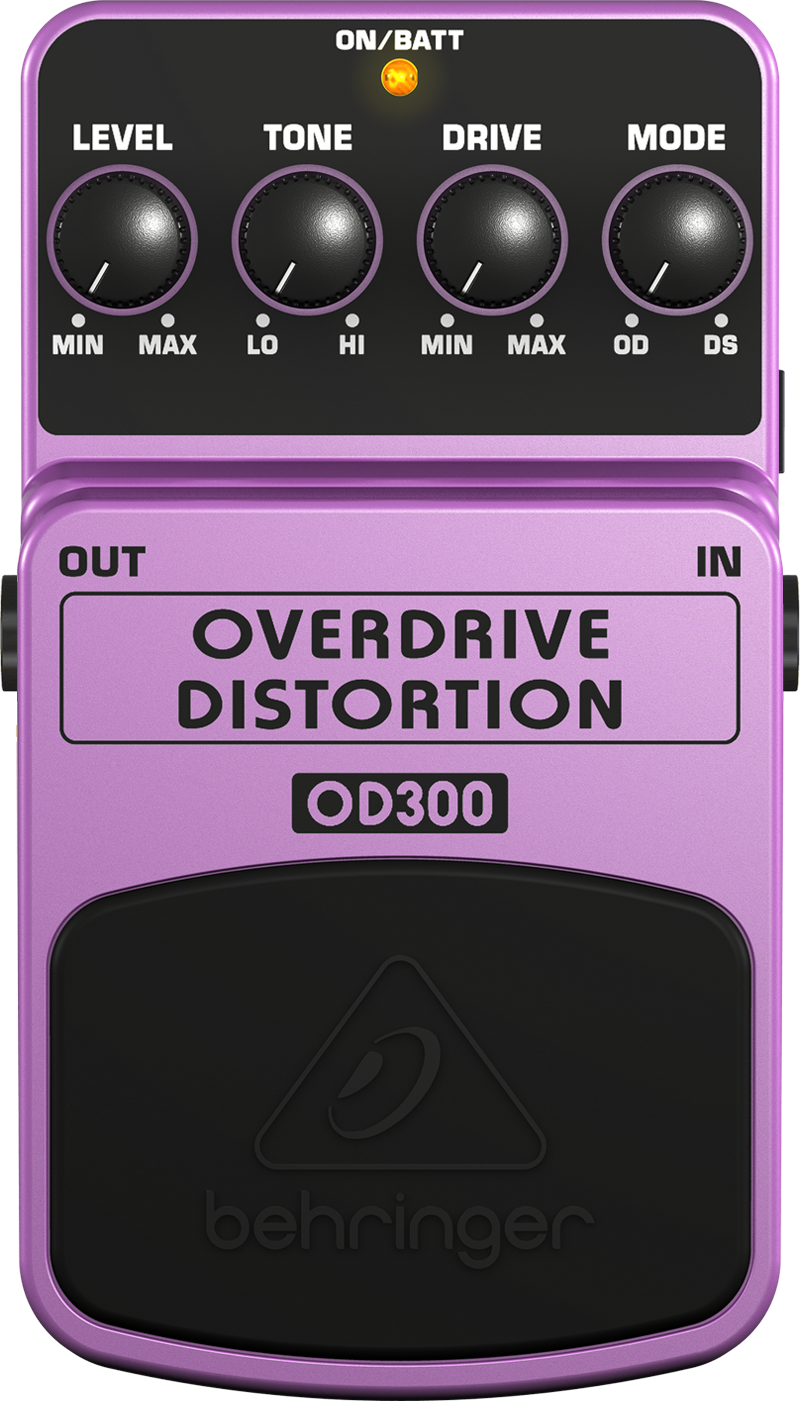 ON/BATT
LEVEL TONE DRIVE MODE
MIN MAX LO HI MIN MAX OD DS
OUT IN
OVERDRIVE
DISTORTION
OD300
behringer